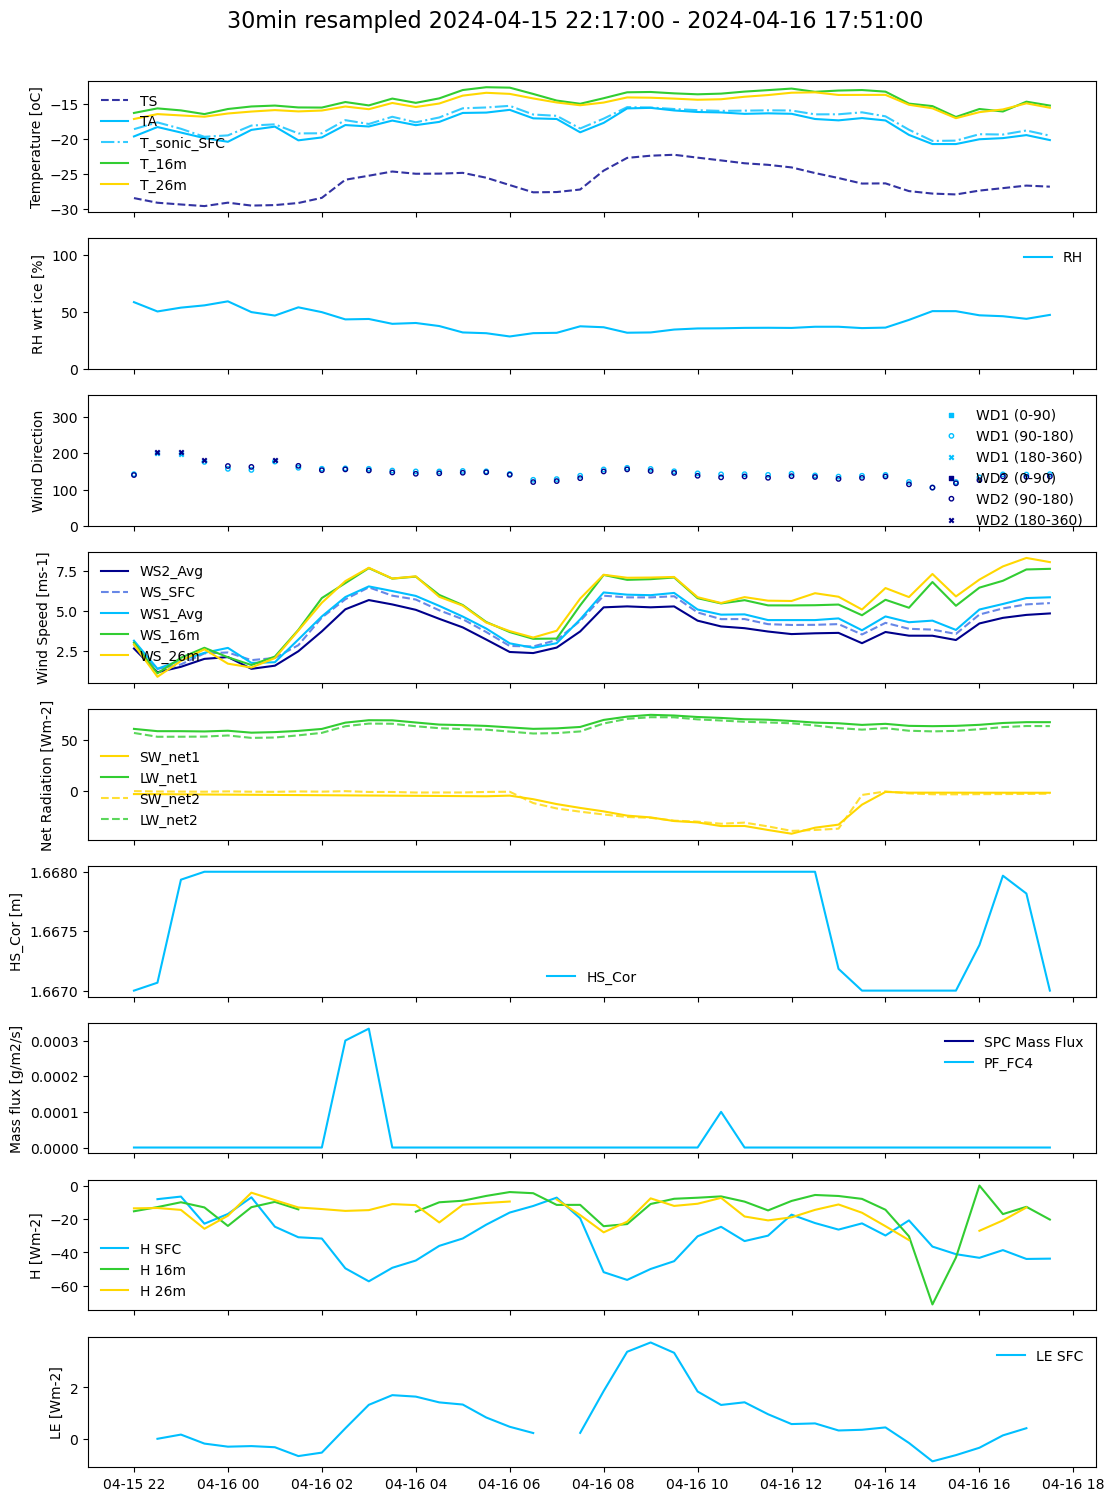 30min resampled 2024-04-15 22:17:00 - 2024-04-16 17:51:00
Temperature [oC]
−15
−20
−25
−30
TS
TA
T_sonic_SFC
T_16m
T_26m
RH wrt ice [%]
100
50
0
RH
Wind Direction
300
200
100
0
WD1 (0-90)
WD1 (90-180)
WD1 (180-360)
WD2 (0-90)
WD2 (90-180)
WD2 (180-360)
Wind Speed [ms-1]
7.5
5.0
2.5
WS2_Avg
WS_SFC
WS1_Avg
WS_16m
WS_26m
Net Radiation [Wm-2]
50
0
SW_net1
LW_net1
SW_net2
LW_net2
HS_Cor [m]
1.6680
1.6675
1.6670
HS_Cor
Mass flux [g/m2/s]
0.0003
0.0002
0.0001
0.0000
SPC Mass Flux
PF_FC4
H [Wm-2]
0
−20
−40
−60
H SFC
H 16m
H 26m
LE [Wm-2]
2
0
LE SFC
04-15 22 04-16 00 04-16 02 04-16 04 04-16 06 04-16 08 04-16 10 04-16 12 04-16 14 04-16 16 04-16 18